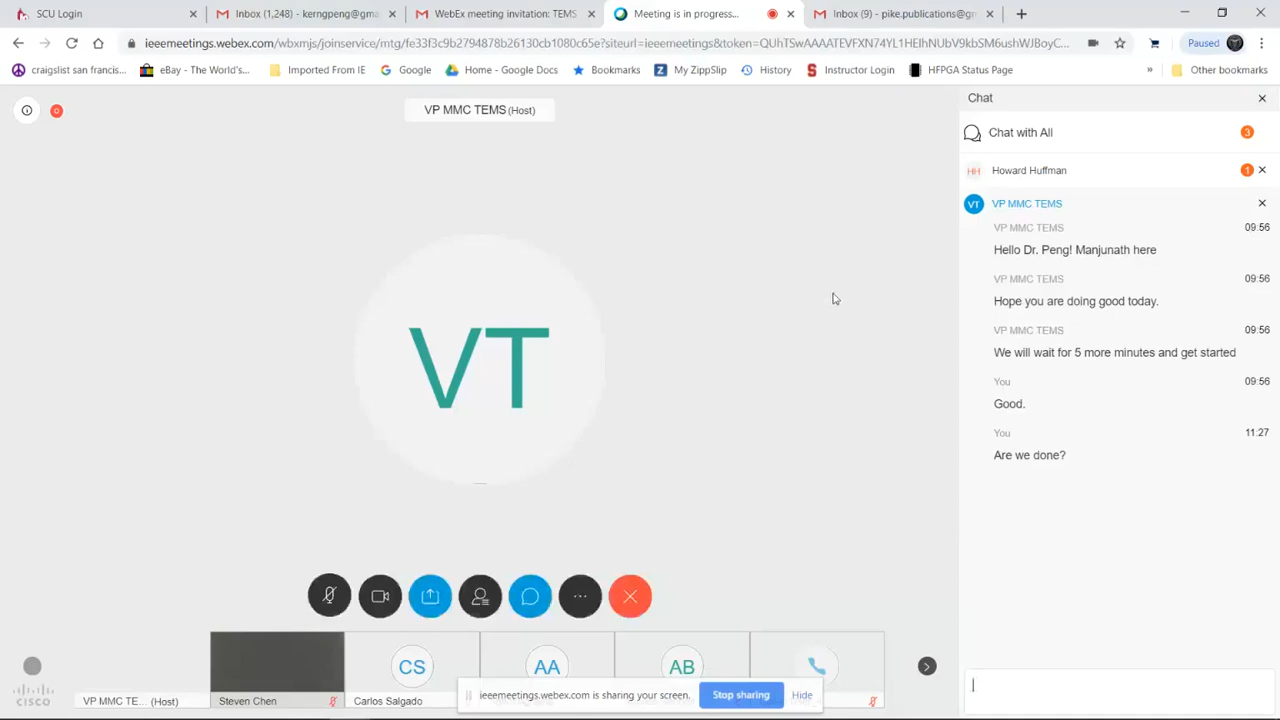 SCU Login
Inbox (1,248) - kerngpeng@gma
WebEx meeting invitation: TEMS
Meeting is in progress...
Inbox (9) - pike.publications@gn
ieeemeetings.webex.com/wbxmjs/joinservice/mtg/fe33f3c9b2794878b26130cb1080c65e?siteurl=ieeemeetings&token=QUhTSwAAAATEVFXN74YL1HEIhNUbV9kbSM6ushWJBoyC...
Paused
craigslist san francis...
eBay - The World's...
Imported From IE
Google
Home - Google Docs
Bookmarks
My ZippSlip
History
Instructor Login
HFPGA Status Page
»
Other bookmarks
VP MMC TEMS (Host)
Chat
Chat with All
3
HH
Howard Huffman
1
VT
VP MMC TEMS
VP MMC TEMS
09:56
Hello Dr. Peng! Manjunath here
VP MMC TEMS
09:56
Hope you are doing good today.
VP MMC TEMS
09:56
We will wait for 5 more minutes and get started
You
09:56
Good.
You
11:27
Are we done?
VT
CS
AA
AB
VP MMC TE... (Host)
Steven Chen
Carlos Salgado
ieeemeetings.webex.com is sharing your screen.
Stop sharing
Hide